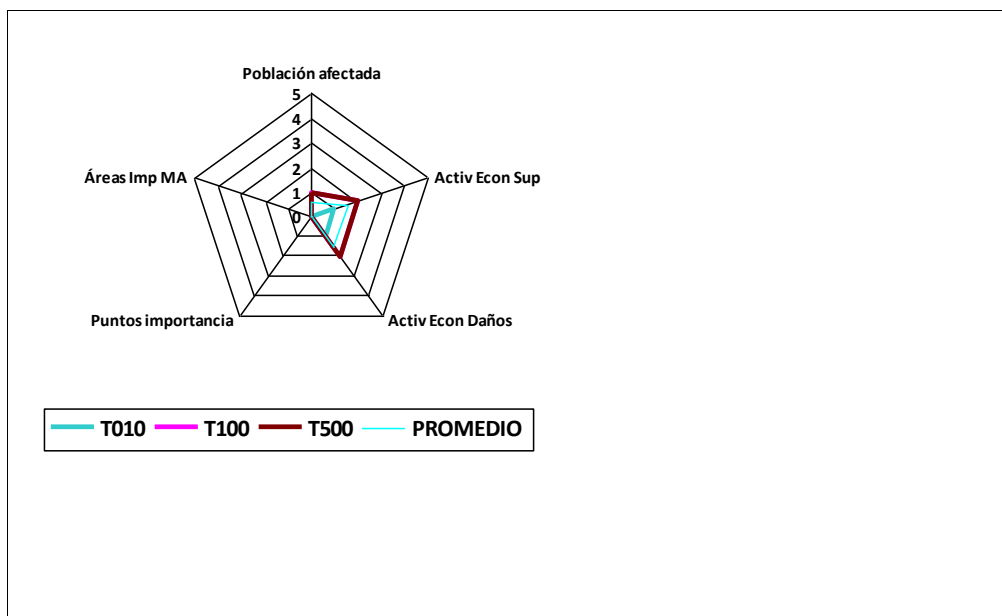 Población afectada
5
4
3
2
1
0
Áreas Imp MA
Activ Econ Sup
Puntos importancia
Activ Econ Daños
T010 T100 T500 PROMEDIO